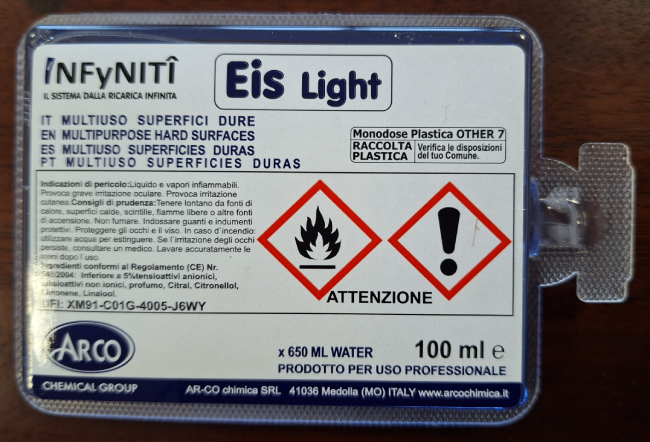 INFyNITÎ
IL SISTEMA DALLA RICARICA INFINITA
Eis Light
IT MULTIUSO SUPERFICI DURE
EN MULTIPURPOSE HARD SURFACES
ES MULTIUSO SUPERFICIES DURAS
PT MULTIUSO SUPERFICIES DURAS
Monodose Plastica OTHER 7
RACCOLTA PLASTICA
Verifica le disposizioni
del tuo Comune.
Indicazioni di pericolo:Liquido e vapori infiammabili.
Provoca grave irritazione oculare. Provoca irritazione
cutanea.Consigli di prudenza:Tenere lontano da fonti di
calore, superfici calde, scintille, fiamme libere o altre fonti
di accensione. Non fumare. Indossare guanti e indumenti
protettivi. Proteggere gli occhi e il viso. In caso d'incendio:
utilizzare acqua per estinguere. Se l'irritazione degli occhi
persiste, consultare un medico. Lavare accuratamente le
mani dopo l'uso.
Ingredienti conformi al Regolamento (CE) Nr.
648/2004: Inferiore a 5%tensioattivi anionici,
tensioattivi non ionici, profumo, Citral, Citronellol,
Limonene, Linalool.
UFI: XM91-C01G-4005-J6WY
ATTENZIONE
ARCO
CHEMICAL GROUP
x 650 ML WATER
100 ml e
PRODOTTO PER USO PROFESSIONALE
AR-CO chimica SRL 41036 Medolla (MO) ITALY www.arcochimica.it